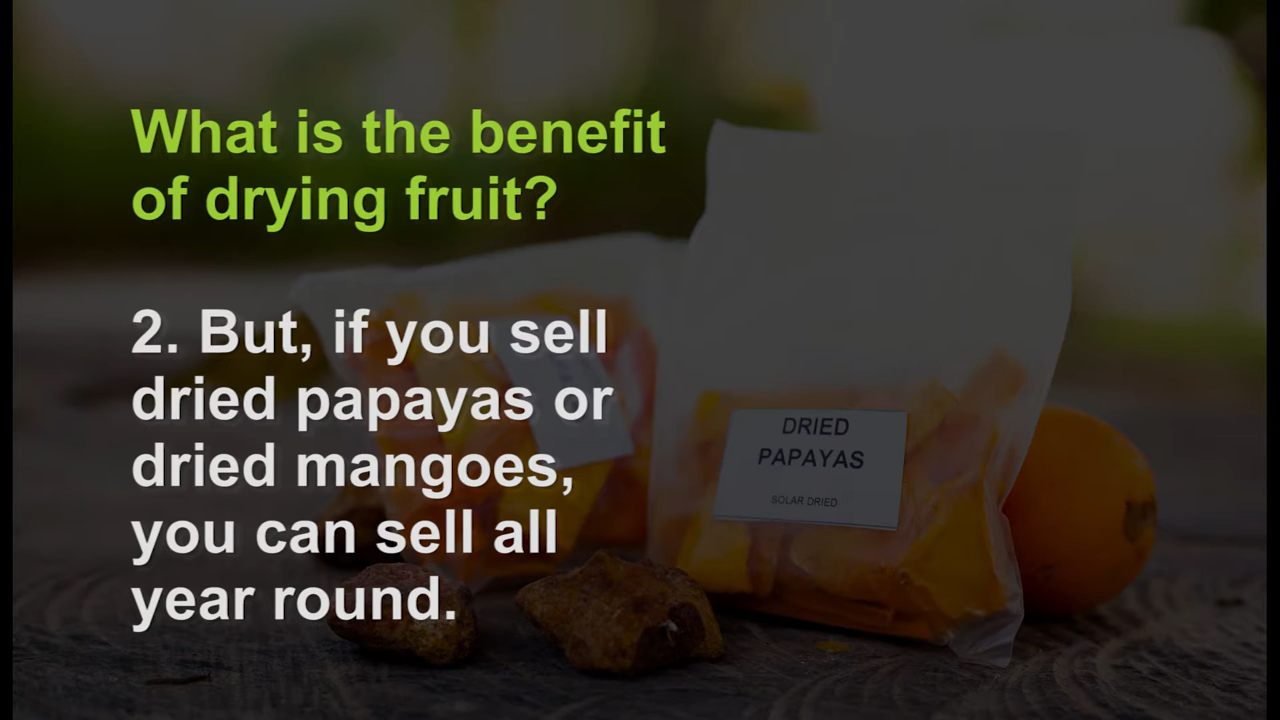 What is the benefit
of drying fruit?
2. But, if you sell
dried papayas or
dried mangoes,
you can sell all
year round.
DRIED
PAPAYAS
SOLAR DRIED